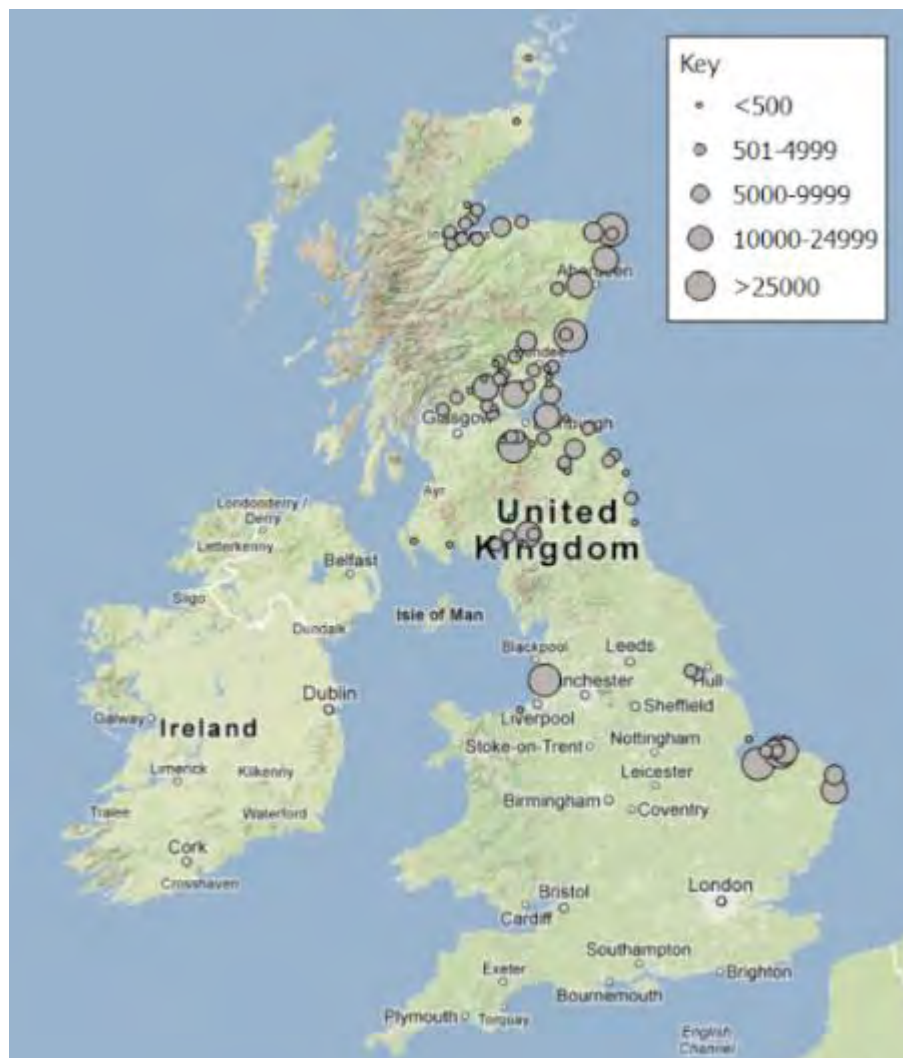 Key
<500
501-4999
5000-9999
10000-24999
>25000
Aberdeen
Glasgow
Ayr
Londonderry /
Derry
Letterkenny
Belfast
United
Kingdom
Sligo
Isle of Man
Dundalk
Blackpool
Leeds
Hull
Dublin
Galway
Ireland
Liverpool
Sheffield
Stoke-on-Trent
Nottingham
Limerick
Kilkenny
Leicester
Birmingham
Coventry
Tralee
Waterford
Cork
Crosshaven
Bristol
London
Cardiff
Southampton
Exeter
Brighton
Bournemouth
Plymouth
Torquay
English
Channel